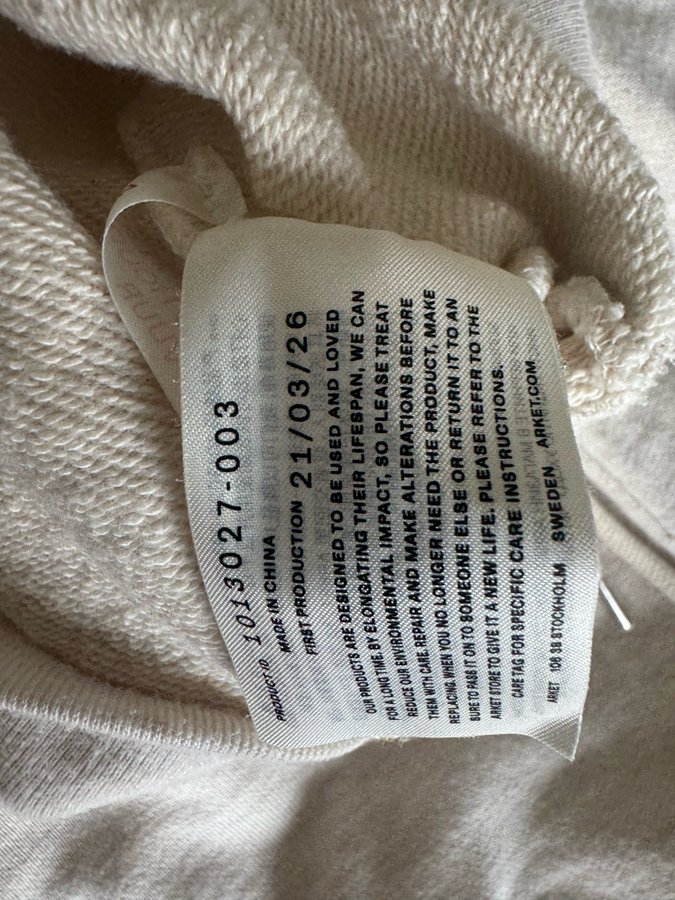 PRODUCT ID 1013027-003
MADE IN CHINA
FIRST PRODUCTION 21/03/26
OUR PRODUCTS ARE DESIGNED TO BE USED AND LOVED
FOR A LONG TIME. BY ELONGATING THEIR LIFESPAN, WE CAN
REDUCE OUR ENVIRONMENTAL IMPACT, SO PLEASE TREAT
THEM WITH CARE. REPAIR AND MAKE ALTERATIONS BEFORE
REPLACING. WHEN YOU NO LONGER NEED THE PRODUCT, MAKE
SURE TO PASS IT ON TO SOMEONE ELSE OR RETURN IT TO AN
ARKET STORE TO GIVE IT A NEW LIFE. PLEASE REFER TO THE
CARE TAG FOR SPECIFIC CARE INSTRUCTIONS.
ARKET 106 38 STOCKHOLM SWEDEN ARKET.COM